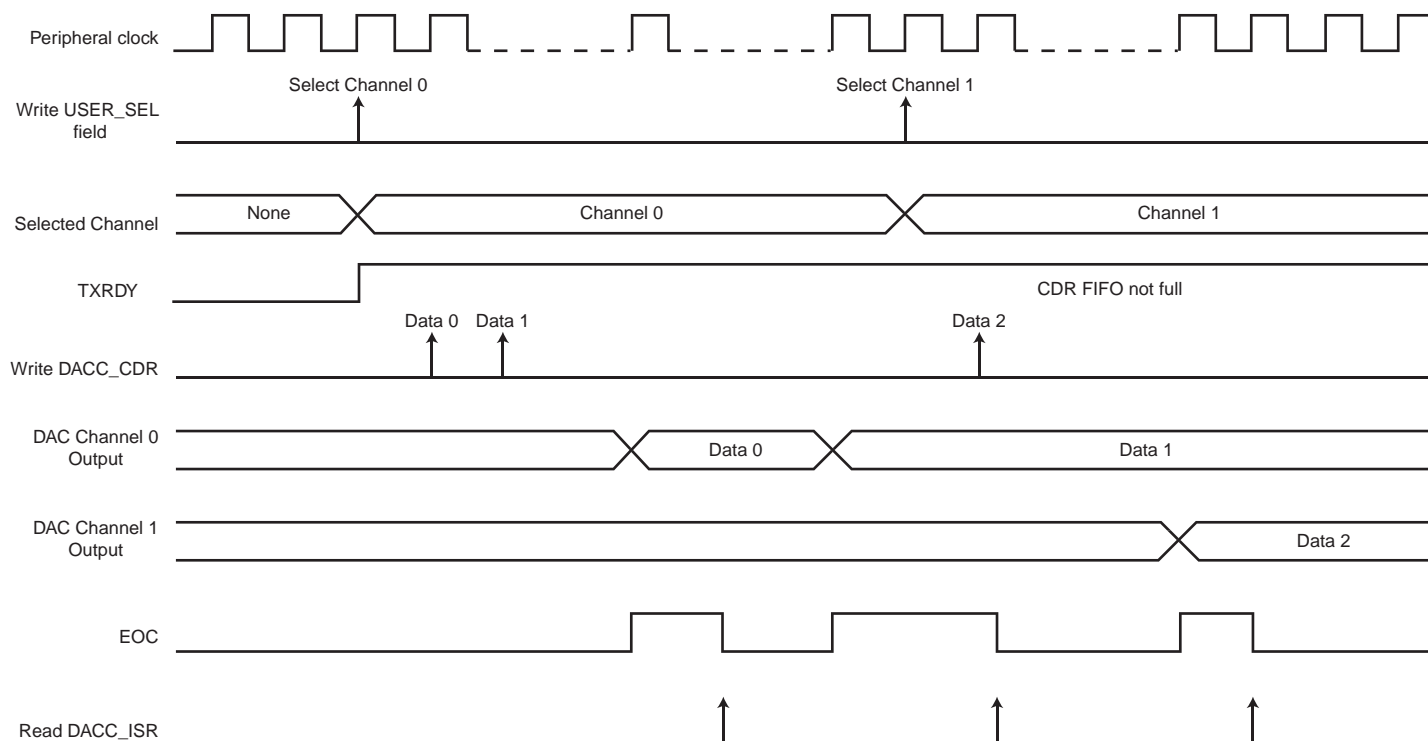 Peripheral clock
Select Channel 0
Select Channel 1
Write USER_SEL
field
Selected Channel
None
Channel 0
Channel 1
TXRDY
CDR FIFO not full
Data 0
Data 1
Data 2
Write DACC_CDR
DAC Channel 0
Output
Data 0
Data 1
DAC Channel 1
Output
Data 2
EOC
Read DACC_ISR